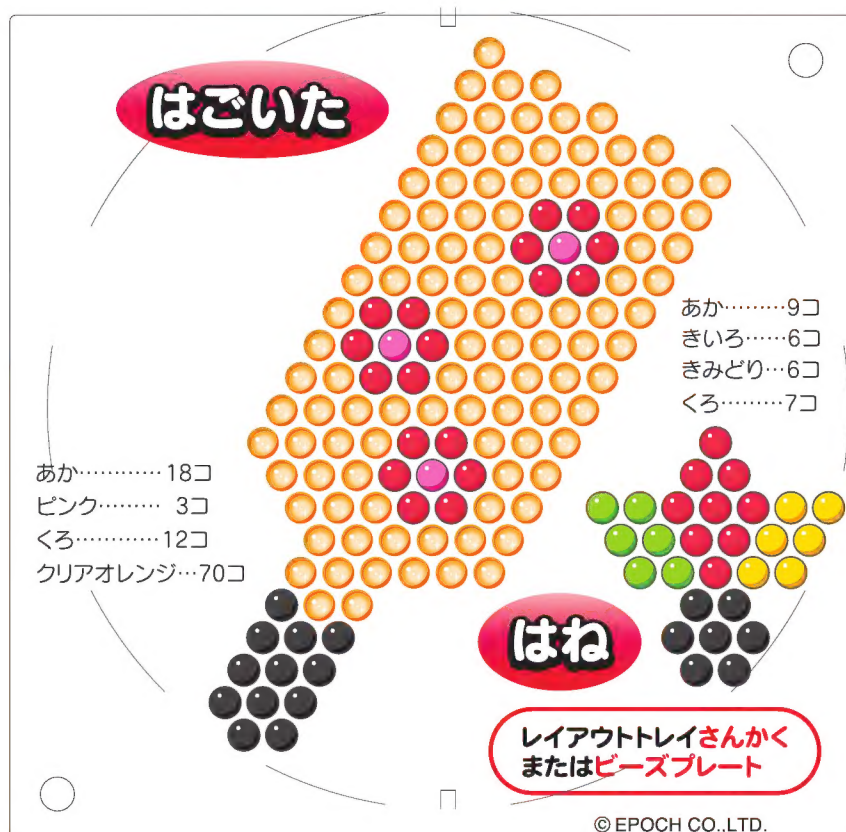 はごいた
あか………… 18コ
ピンク……… 3コ
くろ…………12コ
クリアオレンジ…70コ
あか………9コ
きいろ……6コ
きみどり…6コ
くろ………7コ
はね
レイアウトトレイさんかく
またはビーズプレート
© EPOCH CO.,LTD.